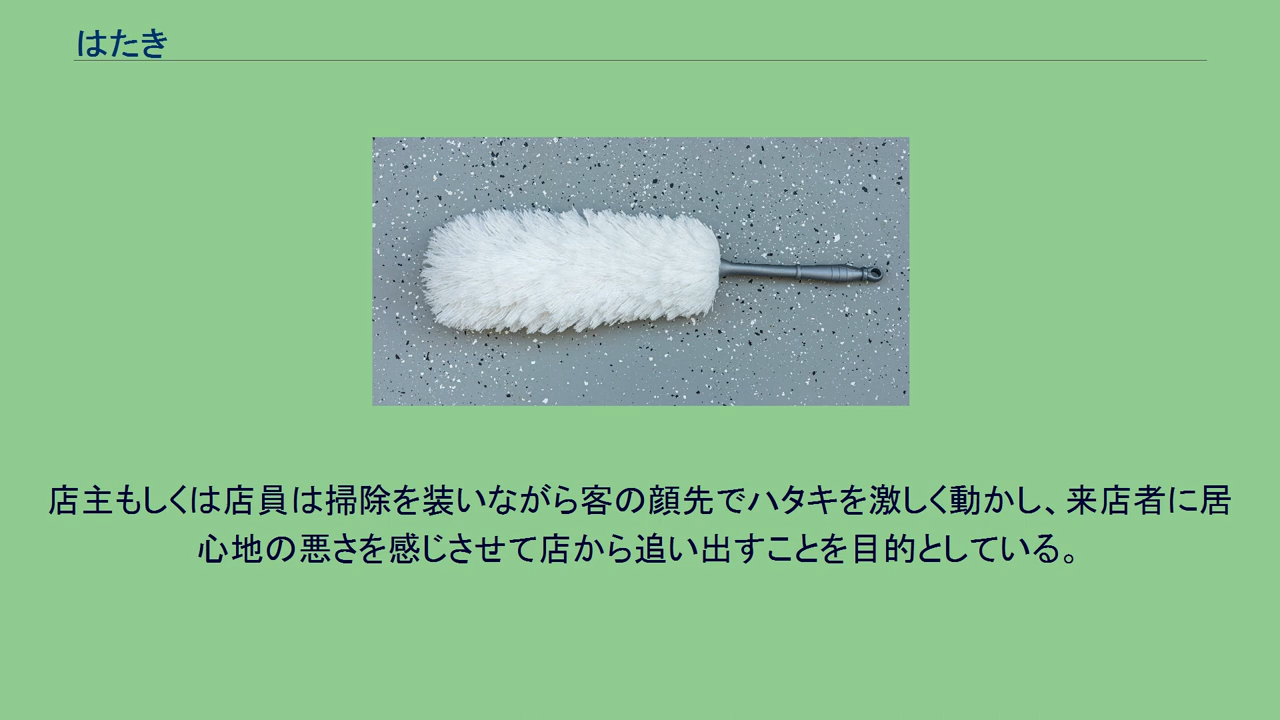 はたき
店主もしくは店員は掃除を装いながら客の顔先でハタキを激しく動かし、来店者に居
心地の悪さを感じさせて店から追い出すことを目的としている。